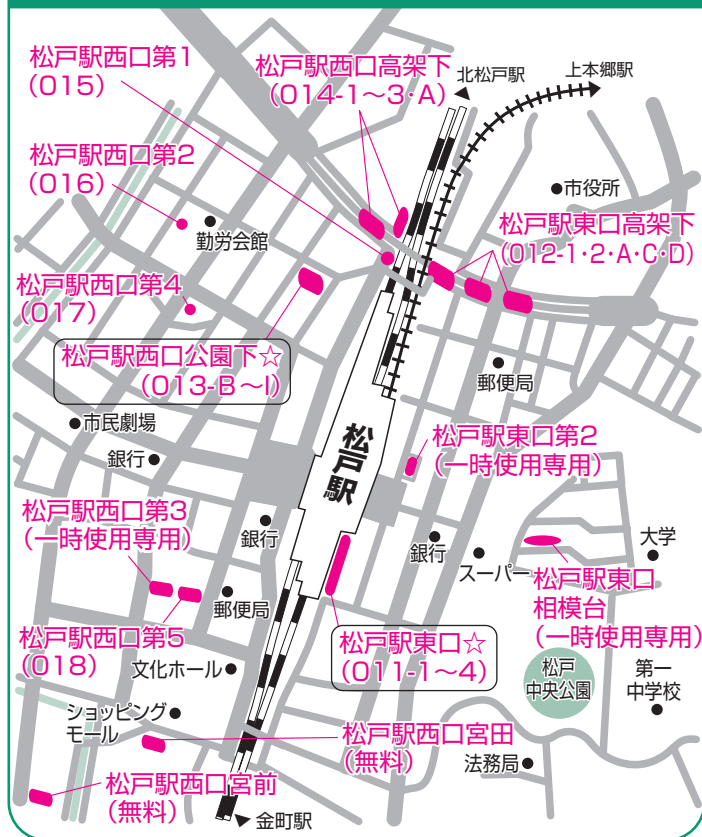 松戸駅西口第1
(015)
松戸駅西口高架下
(014-1〜3・A)
北松戸駅
上本郷駅
松戸駅西口第2
(016)
勤労会館
市役所
松戸駅東口高架下
(012-1・2・A・C・D)
松戸駅西口第4
(017)
松戸駅西口公園下☆
(013-B〜I)
郵便局
市民劇場
銀行
松戸駅
松戸駅東口第2
(一時使用専用)
松戸駅西口第3
(一時使用専用)
銀行
銀行
スーパー
大学
郵便局
松戸駅東口
相模台
(一時使用専用)
松戸駅西口第5
(018)
松戸駅東口☆
(011-1〜4)
文化ホール
松戸
中央公園
第一
中学校
ショッピング
モール
松戸駅西口宮田
(無料)
法務局
松戸駅西口宮前
(無料)
金町駅